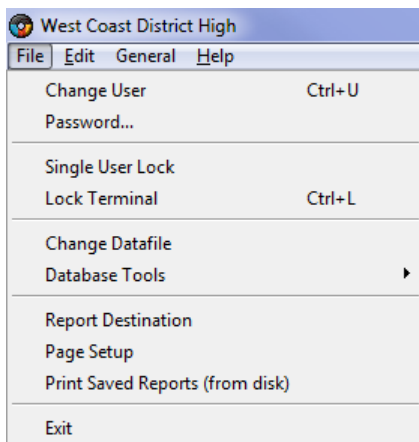 West Coast District High
File Edit General Help
Change User Ctrl+U
Password...
Single User Lock
Lock Terminal Ctrl+L
Change Datafile
Database Tools
Report Destination
Page Setup
Print Saved Reports (from disk)
Exit